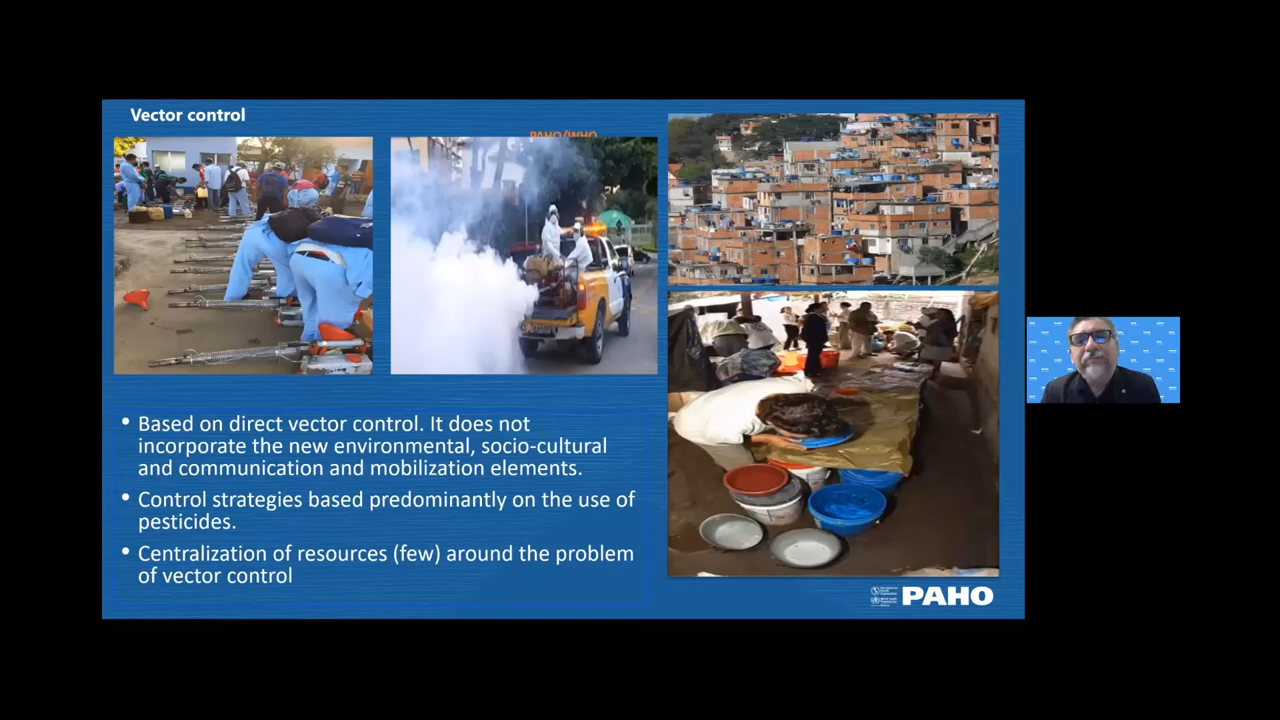 Vector control
PAHO/WHO
• Based on direct vector control. It does not
incorporate the new environmental, socio-cultural
and communication and mobilization elements.
• Control strategies based predominantly on the use of
pesticides.
• Centralization of resources (few) around the problem
of vector control
PAHO